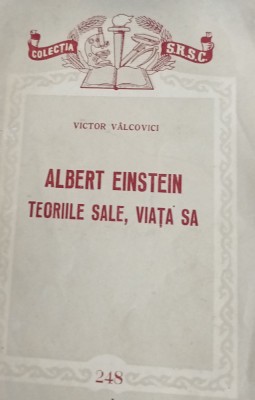 COLECȚIA S.R.S.C.
VICTOR VÂLCOVICI
ALBERT EINSTEIN
TEORIILE SALE, VIAȚA SA
248